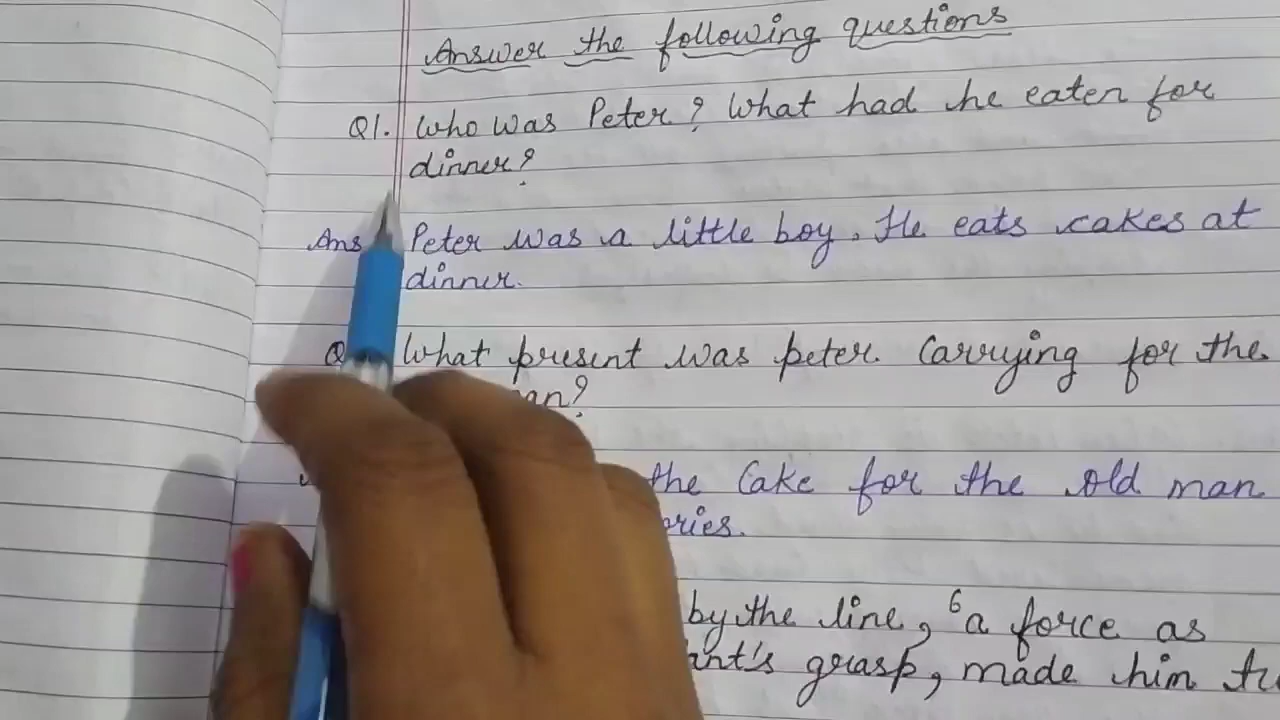 Answer the following questions
Q1. Who was Peter? What had he eaten for
dinner?
Ans Peter was a little boy. He eats cakes at
dinner.
Q What present was peter carrying for the
the cake for the old man
by the line, 6 a force as
grasp, made him